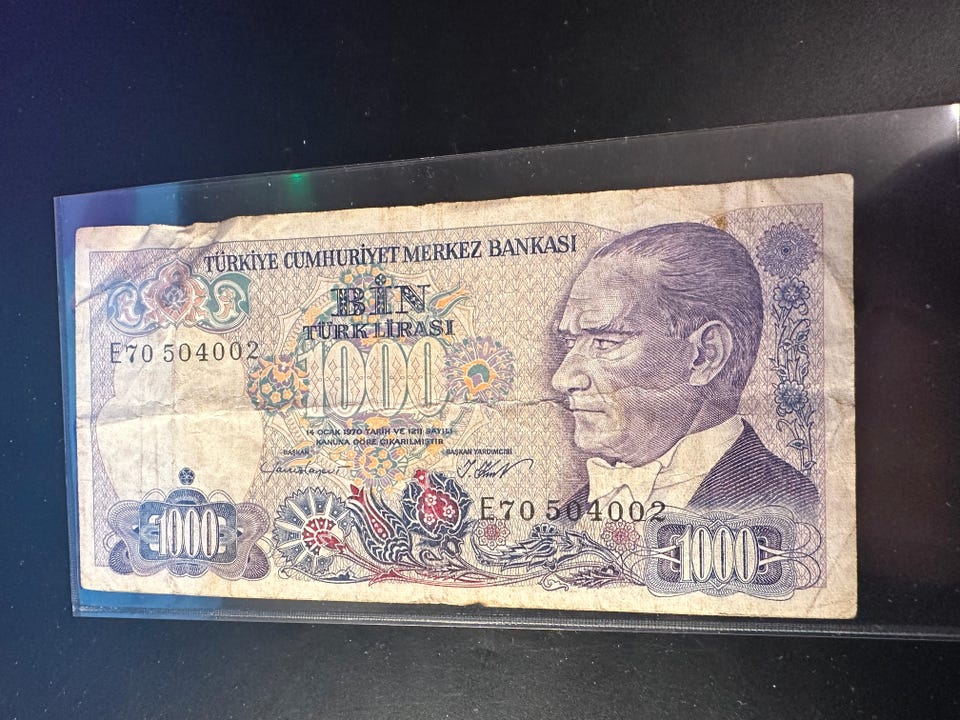 TÜRKİYE CUMHURİYET MERKEZ BANKASI
BİN
TÜRK LİRASI
E70 504002
1000
14 OCAK 1970 TARİH VE 1211 SAYILI
KANUNA GÖRE ÇIKARILMIŞTIR
BAŞKAN
BAŞKAN YARDIMCISI
E70 504002
1000
1000